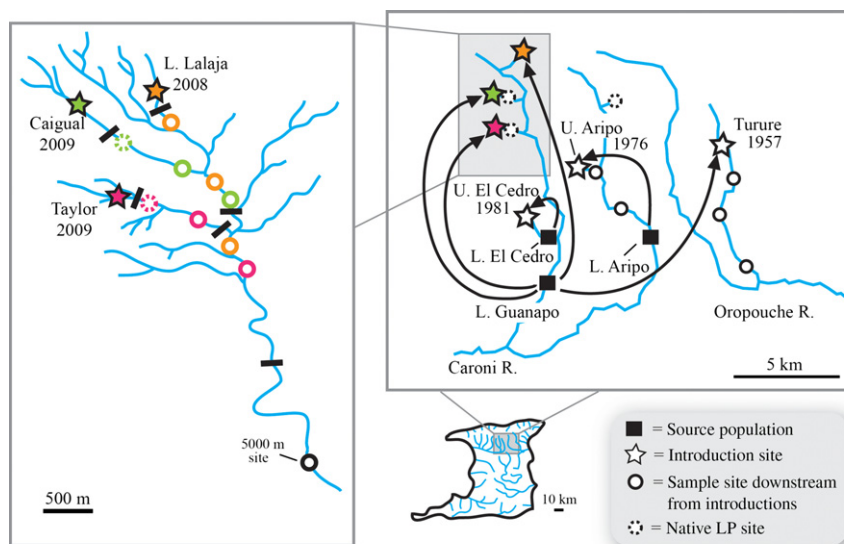 L. Lalaja
2008
Caigual
2009
Taylor
2009
5000 m
site
500 m
U. Aripo
1976
Turure
1957
U. El Cedro
1981
L. El Cedro
L. Aripo
L. Guanapo
Oropouche R.
Caroni R.
5 km
10 km
= Source population
= Introduction site
= Sample site downstream
from introductions
= Native LP site